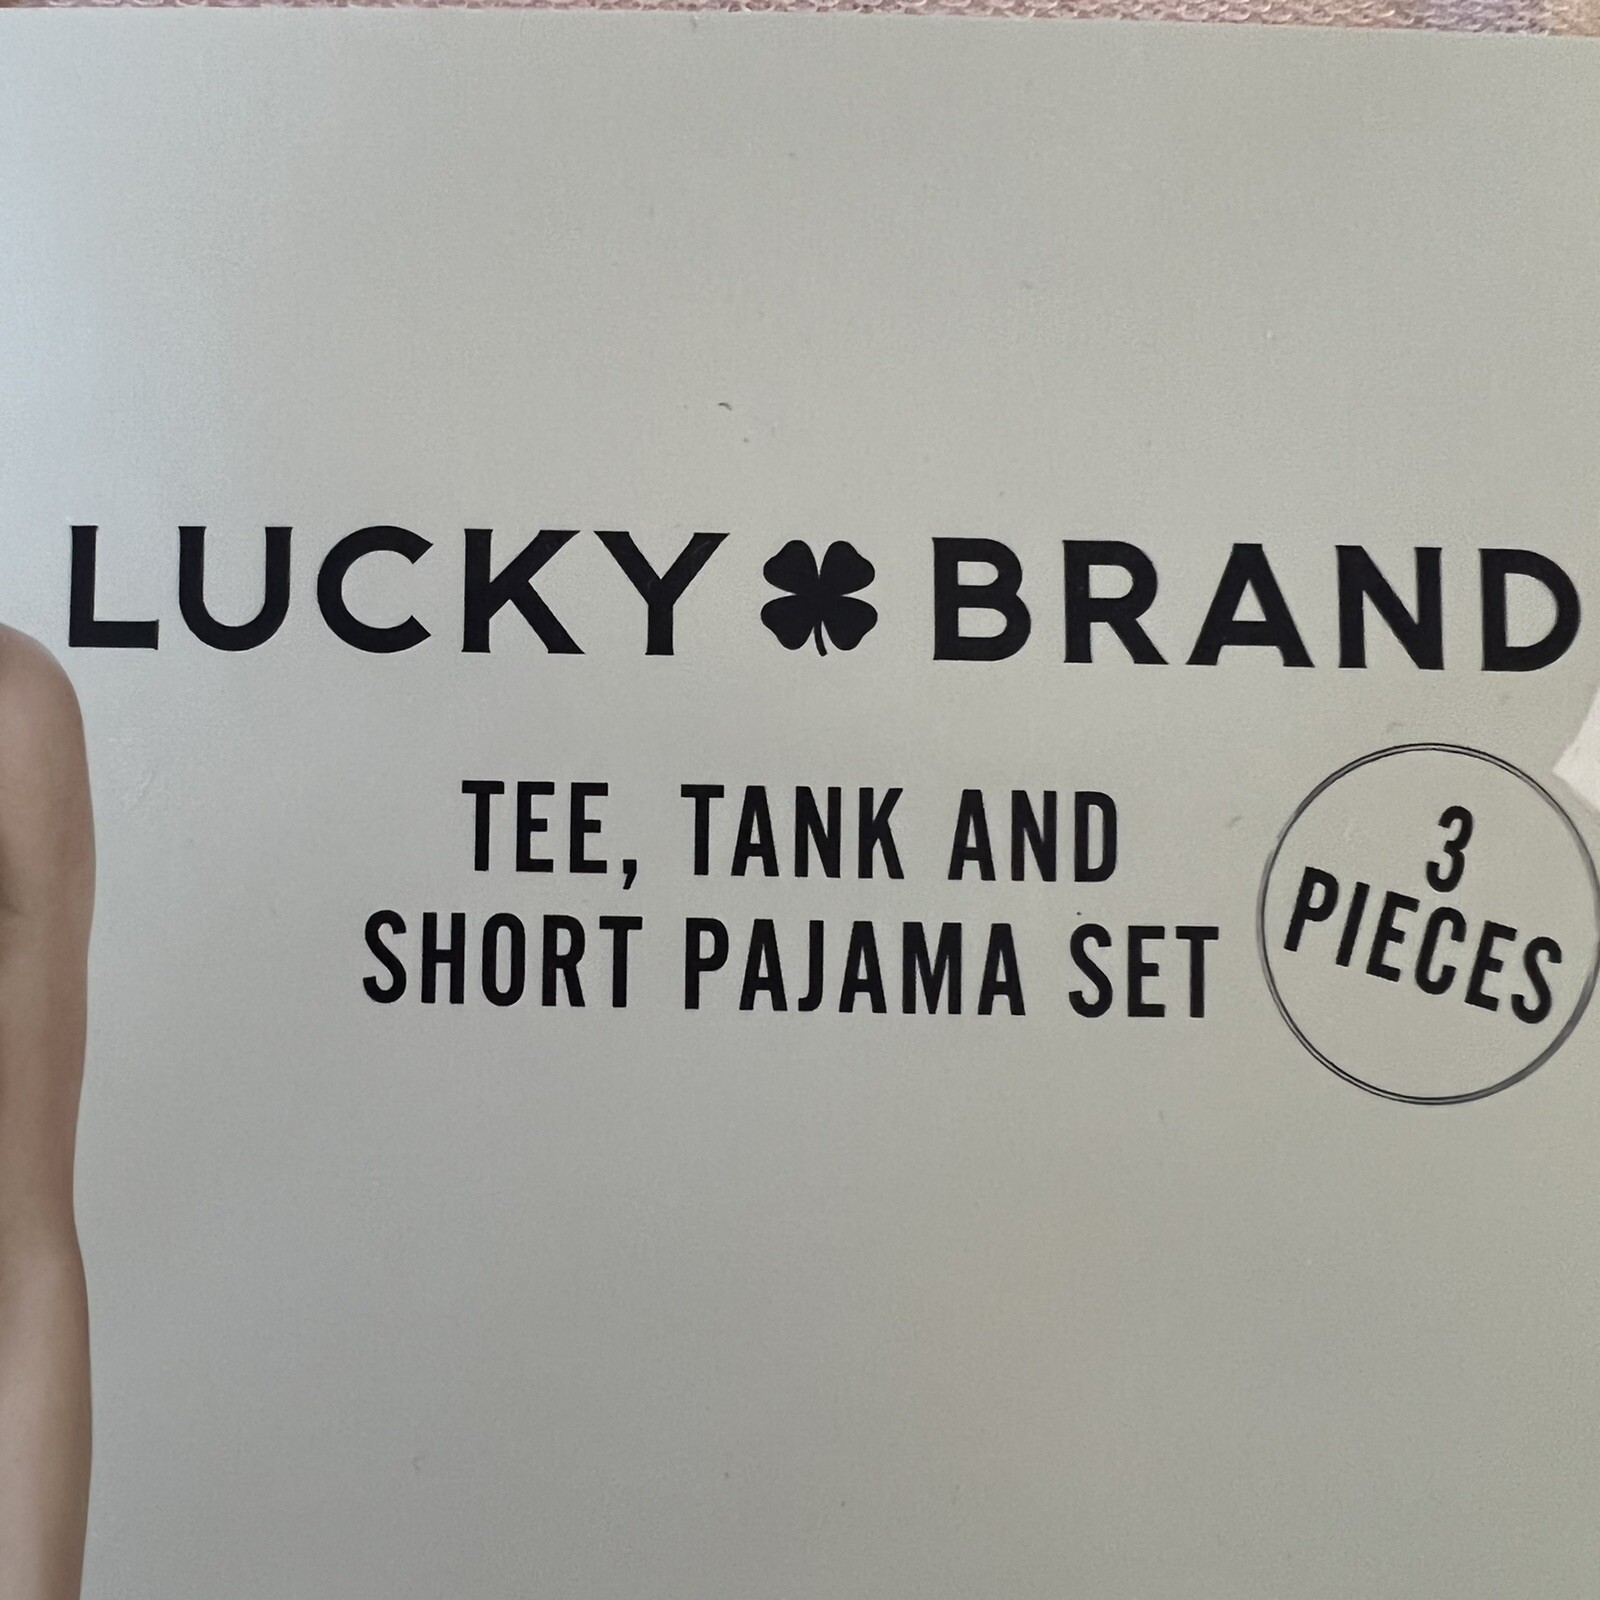 LUCKY BRAND
TEE, TANK AND
SHORT PAJAMA SET
3
PIECES